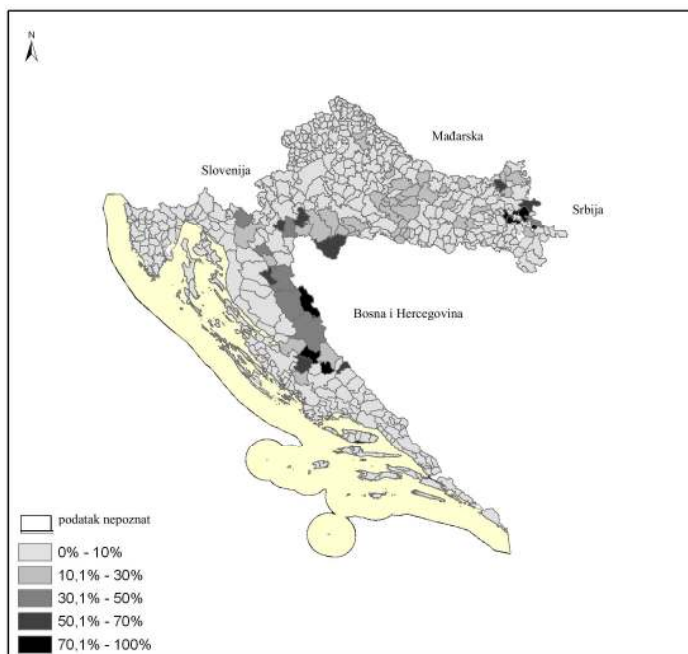 N
Mađarska
Slovenija
Srbija
Bosna i Hercegovina
podatak nepoznat
0% - 10%
10,1% - 30%
30,1% - 50%
50,1% - 70%
70,1% - 100%